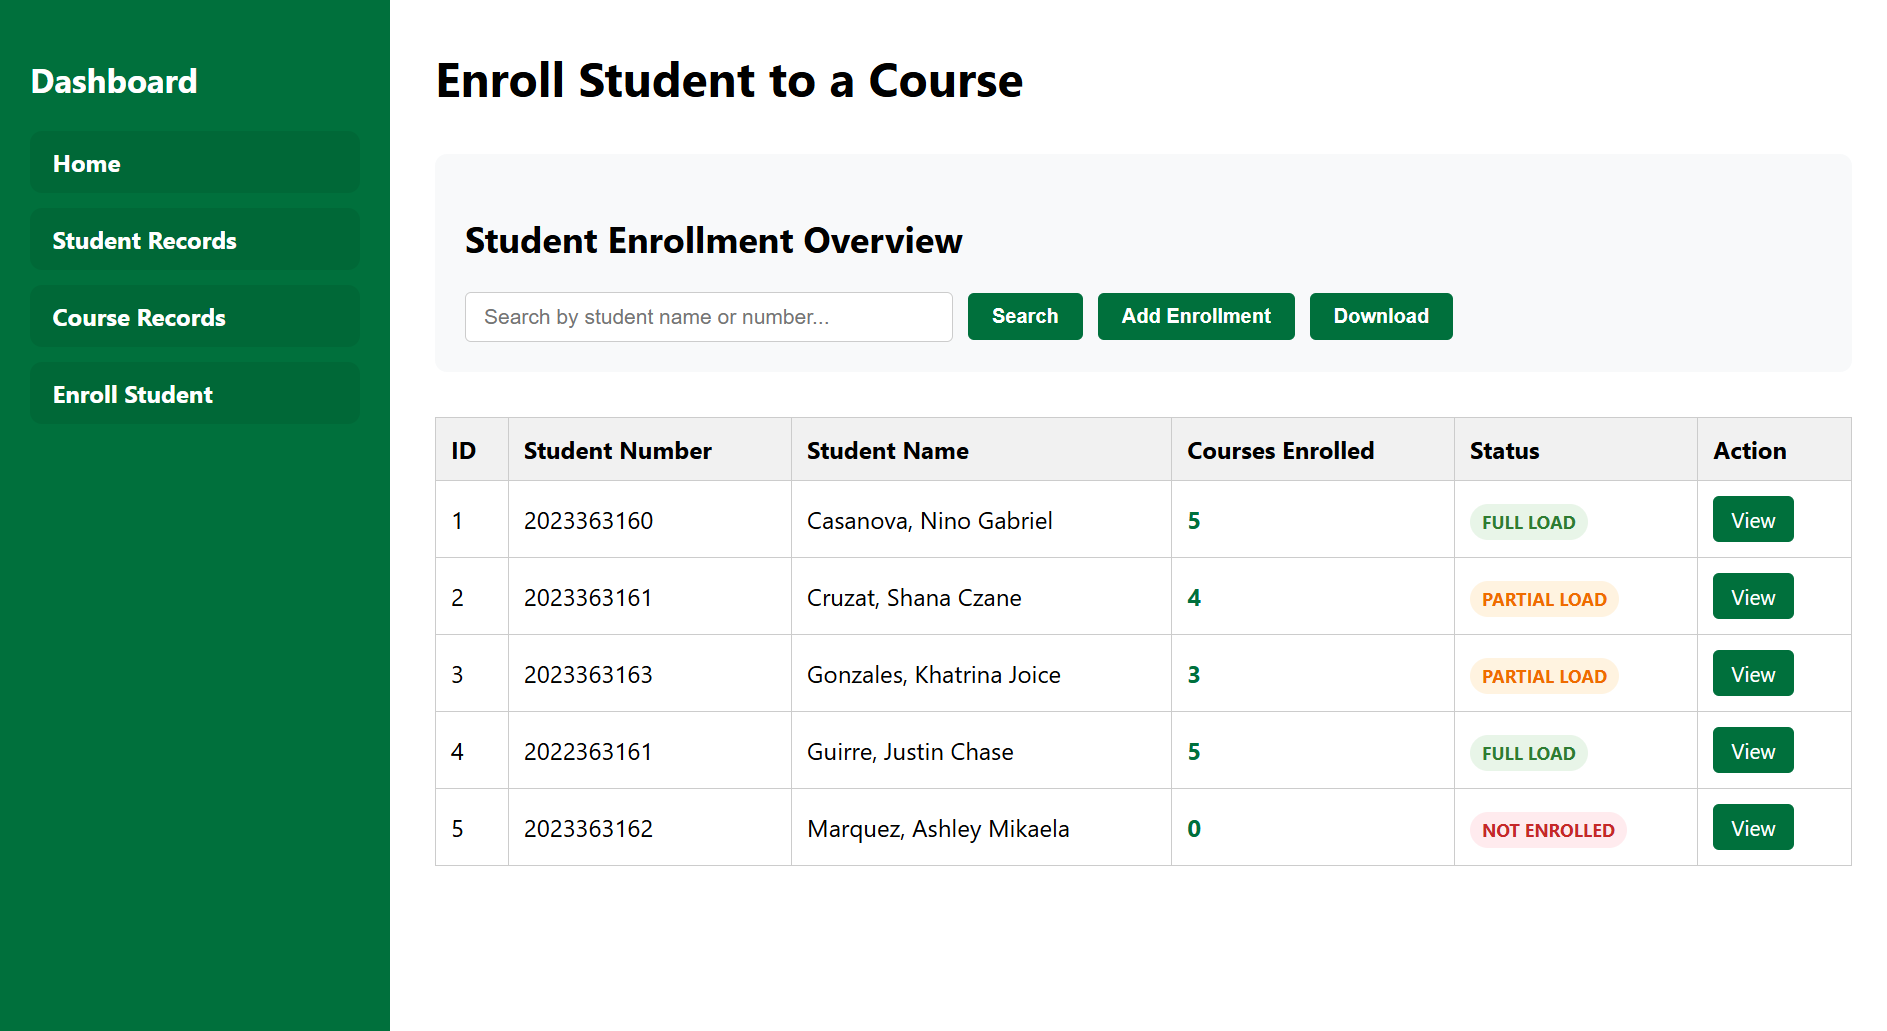 Dashboard
Home
Student Records
Course Records
Enroll Student
Enroll Student to a Course
Student Enrollment Overview
Search by student name or number... Search Add Enrollment Download
ID Student Number Student Name Courses Enrolled Status Action
1 2023363160 Casanova, Nino Gabriel 5 FULL LOAD View
2 2023363161 Cruzat, Shana Czane 4 PARTIAL LOAD View
3 2023363163 Gonzales, Khatrina Joice 3 PARTIAL LOAD View
4 2022363161 Guirre, Justin Chase 5 FULL LOAD View
5 2023363162 Marquez, Ashley Mikaela 0 NOT ENROLLED View